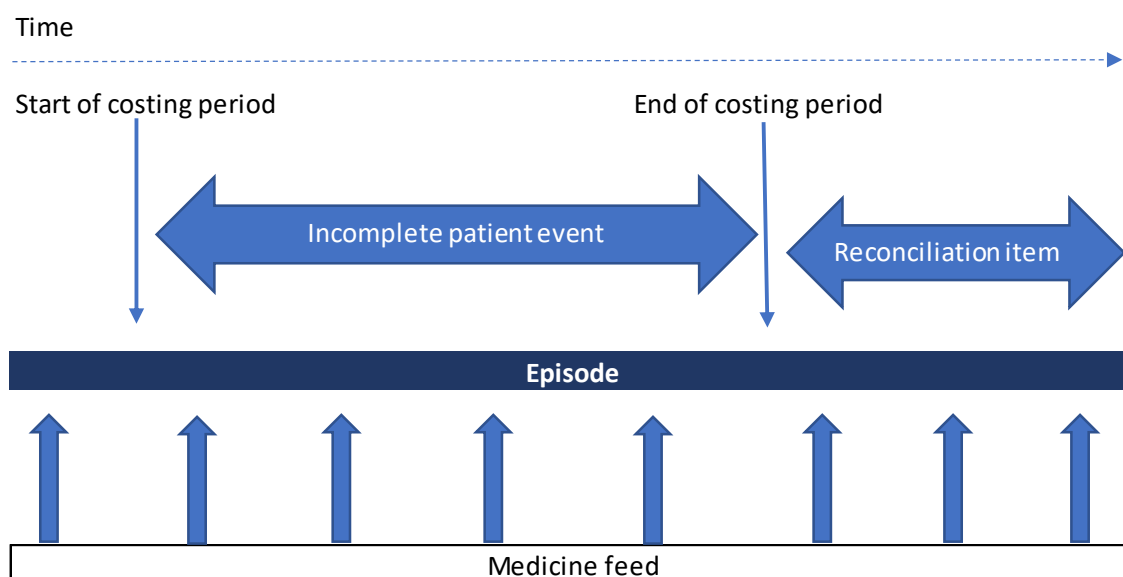 Time
Start of costing period
End of costing period
Incomplete patient event
Reconciliation item
Episode
Medicine feed